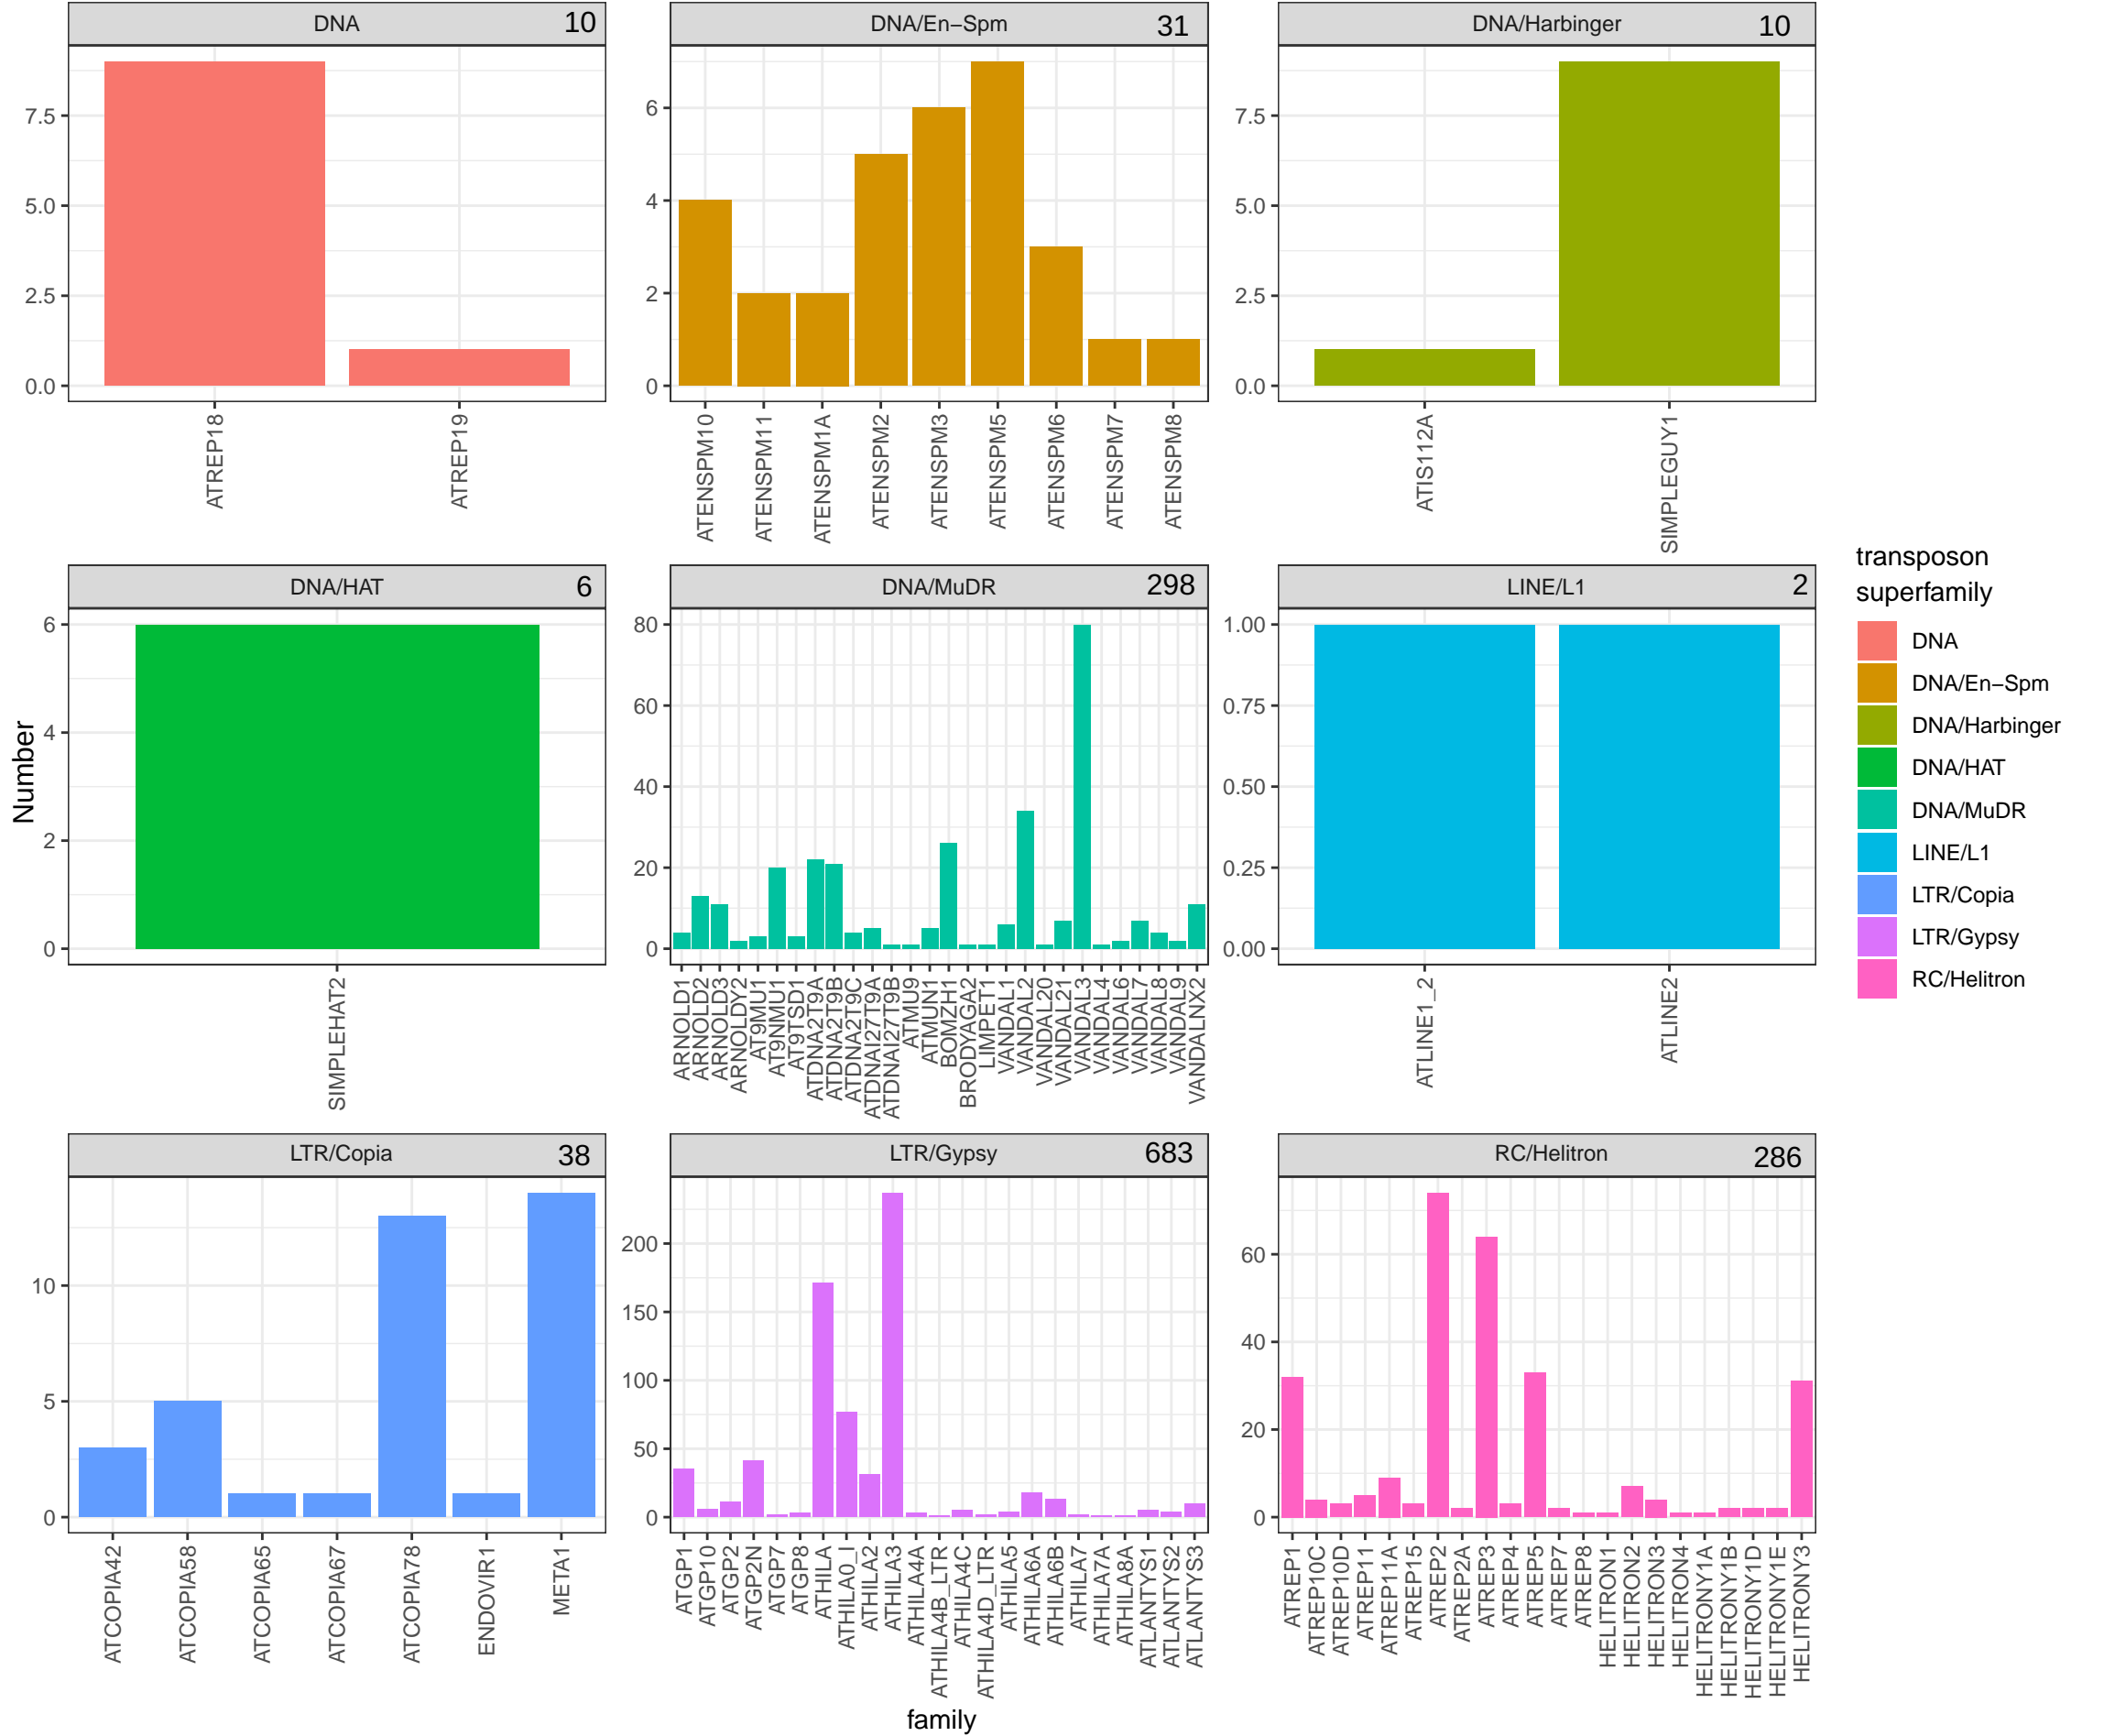 DNA 10
7.5
5.0
2.5
0.0
ATREP18
ATREP19
DNA/En−Spm 31
6
4
2
0
ATENSPM10
ATENSPM11
ATENSPM1A
ATENSPM2
ATENSPM3
ATENSPM5
ATENSPM6
ATENSPM7
ATENSPM8
DNA/Harbinger 10
7.5
5.0
2.5
0.0
ATIS112A
SIMPLEGUY1
Number
DNA/HAT 6
6
4
2
0
SIMPLEHAT2
DNA/MuDR 298
80
60
40
20
0
ARNOLD1
ARNOLD2
ARNOLD3
ARNOLDY2
AT9MU1
AT9NMU1
AT9TSD1
ATDNA2T9A
ATDNA2T9B
ATDNA2T9C
ATDNAI27T9A
ATDNAI27T9B
ATMU9
ATMUN1
BOMZH1
BRODYAGA2
LIMPET1
VANDAL1
VANDAL2
VANDAL20
VANDAL21
VANDAL3
VANDAL4
VANDAL6
VANDAL7
VANDAL8
VANDAL9
VANDALNX2
LINE/L1 2
1.00
0.75
0.50
0.25
0.00
ATLINE1_2
ATLINE2
LTR/Copia 38
10
5
0
ATCOPIA42
ATCOPIA58
ATCOPIA65
ATCOPIA67
ATCOPIA78
ENDOVIR1
META1
LTR/Gypsy 683
200
150
100
50
0
ATGP1
ATGP10
ATGP2
ATGP2N
ATGP7
ATGP8
ATHILA
ATHILA0_I
ATHILA2
ATHILA3
ATHILA4A
ATHILA4B_LTR
ATHILA4C
ATHILA4D_LTR
ATHILA5
ATHILA6A
ATHILA6B
ATHILA7
ATHILA7A
ATHILA8A
ATLANTYS1
ATLANTYS2
ATLANTYS3
RC/Helitron 286
60
40
20
0
ATREP1
ATREP10C
ATREP10D
ATREP11
ATREP11A
ATREP15
ATREP2
ATREP2A
ATREP3
ATREP4
ATREP5
ATREP7
ATREP8
HELITRON1
HELITRON2
HELITRON3
HELITRON4
HELITRONY1A
HELITRONY1B
HELITRONY1D
HELITRONY1E
HELITRONY3
family
transposon
superfamily
DNA
DNA/En−Spm
DNA/Harbinger
DNA/HAT
DNA/MuDR
LINE/L1
LTR/Copia
LTR/Gypsy
RC/Helitron